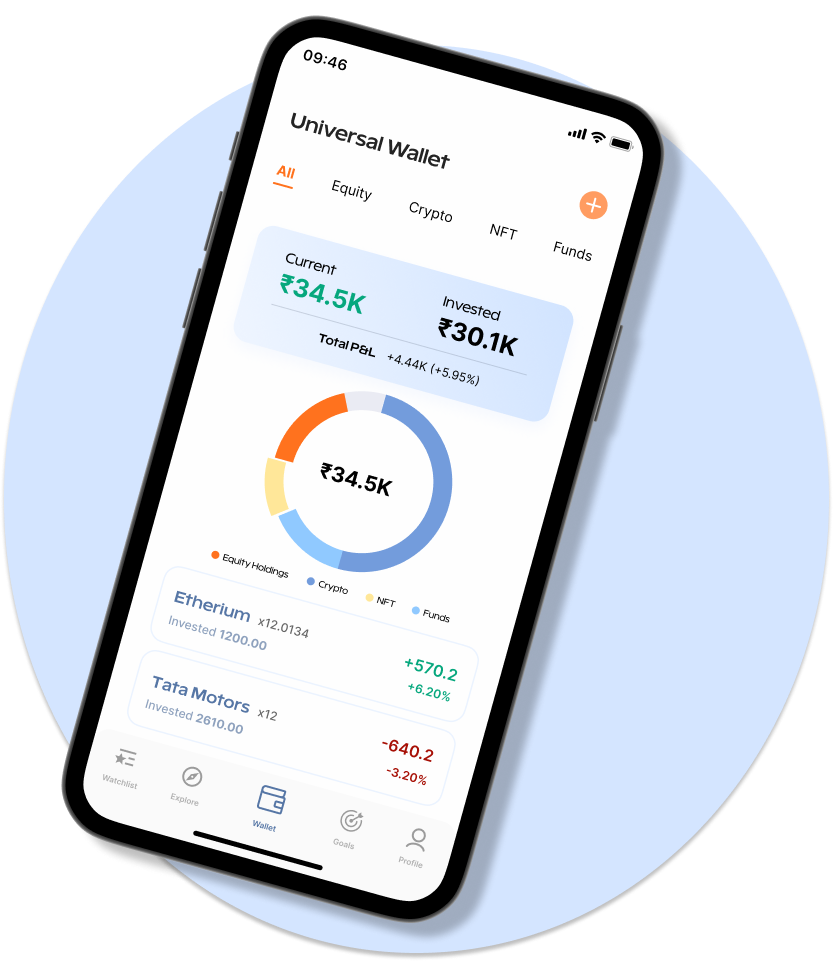 09:46
Universal Wallet
All Equity Crypto NFT Funds
Current Invested
₹34.5K ₹30.1K
Total P&L +4.44K (+5.95%)
₹34.5K
Equity Holdings Crypto NFT Funds
Etherium x12.0134
Invested 1200.00
+570.2
+6.20%
Tata Motors x12
Invested 2610.00
-640.2
-3.20%
Watchlist Explore Wallet Goals Profile